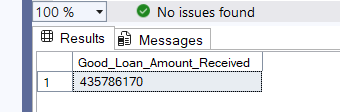 100 % No issues found
Results Messages
Good_Loan_Amount_Received
1 435786170